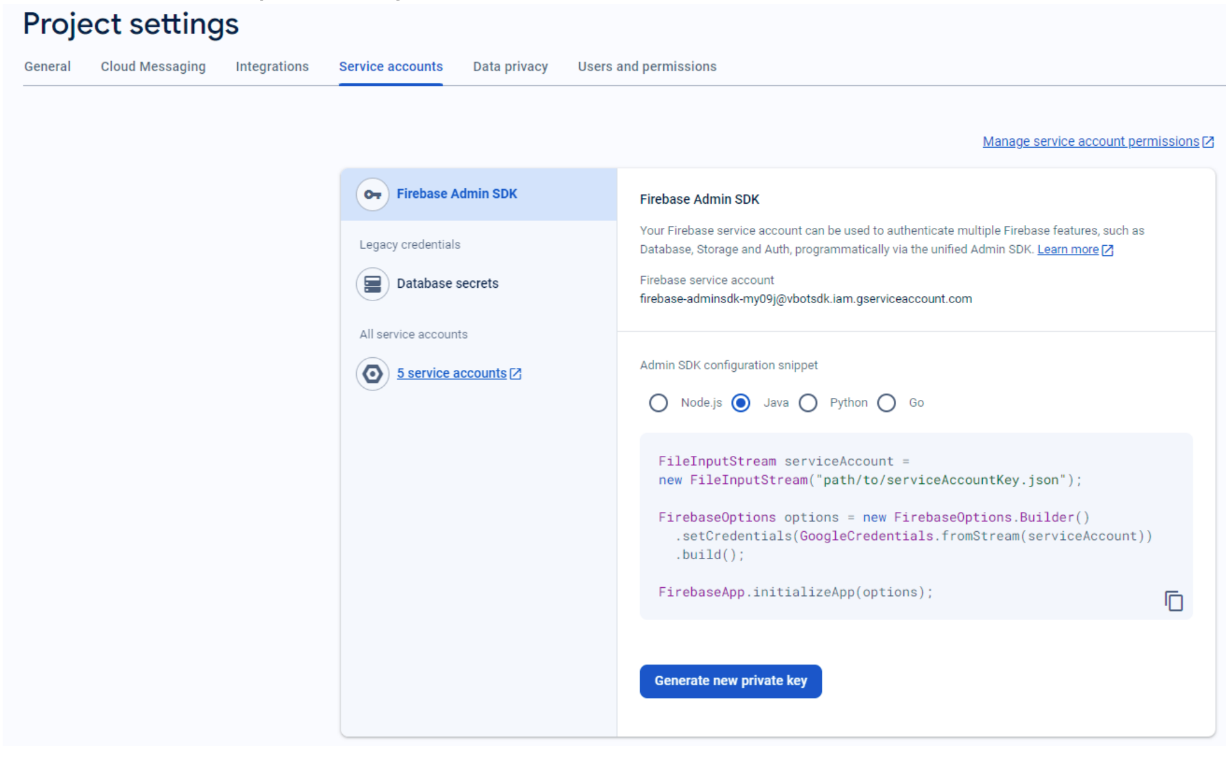 Project settings
General Cloud Messaging Integrations Service accounts Data privacy Users and permissions
Manage service account permissions
Firebase Admin SDK
Legacy credentials
Database secrets
All service accounts
5 service accounts
Firebase Admin SDK
Your Firebase service account can be used to authenticate multiple Firebase features, such as
Database, Storage and Auth, programmatically via the unified Admin SDK. Learn more
Firebase service account
firebase-adminsdk-my09j@vbotsdk.iam.gserviceaccount.com
Admin SDK configuration snippet
Node.js Java Python Go
FileInputStream serviceAccount =
new FileInputStream("path/to/serviceAccountKey.json");
FirebaseOptions options = new FirebaseOptions.Builder()
.setCredentials(GoogleCredentials.fromStream(serviceAccount))
.build();
FirebaseApp.initializeApp(options);
Generate new private key